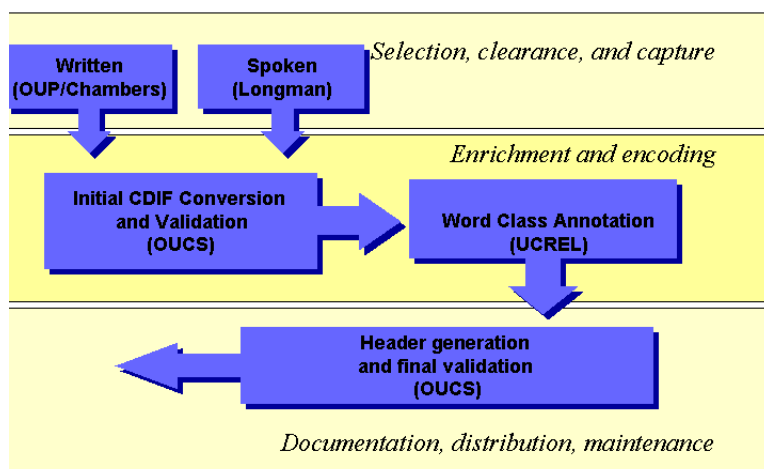 Selection, clearance, and capture
Written
(OUP/Chambers)
Spoken
(Longman)
Enrichment and encoding
Initial CDIF Conversion
and Validation
(OUCS)
Word Class Annotation
(UCREL)
Header generation
and final validation
(OUCS)
Documentation, distribution, maintenance